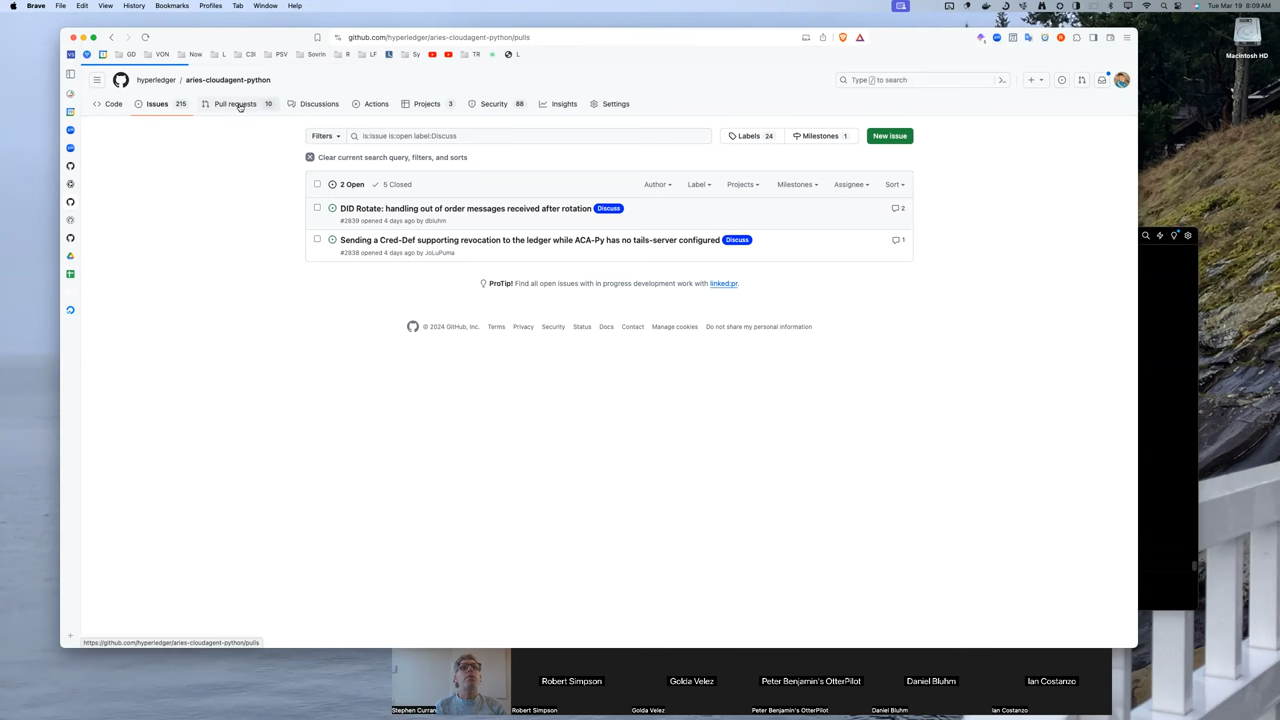 Brave File Edit View History Bookmarks Profiles Tab Window Help
Tue Mar 19 8:09 AM
github.com/hyperledger/aries-cloudagent-python/pulls
GD VON Now L C3I PSV Sovrin R LF Sy TR L
hyperledger / aries-cloudagent-python
Type / to search
Code Issues 215 Pull requests 10 Discussions Actions Projects 3 Security 88 Insights Settings
Filters is:issue is:open label:Discuss Labels 24 Milestones 1 New issue
Clear current search query, filters, and sorts
2 Open 5 Closed Author Label Projects Milestones Assignee Sort
DID Rotate: handling out of order messages received after rotation Discuss 2
#2839 opened 4 days ago by dbluhm
Sending a Cred-Def supporting revocation to the ledger while ACA-Py has no tails-server configured Discuss 1
#2838 opened 4 days ago by JoLuPuma
ProTip! Find all open issues with in progress development work with linked:pr.
© 2024 GitHub, Inc. Terms Privacy Security Status Docs Contact Manage cookies Do not share my personal information
Macintosh HD
https://github.com/hyperledger/aries-cloudagent-python/pulls
Robert Simpson Golda Velez Peter Benjamin's OtterPilot Daniel Bluhm Ian Costanzo
Stephen Curran Robert Simpson Golda Velez Peter Benjamin's OtterPilot Daniel Bluhm Ian Costanzo